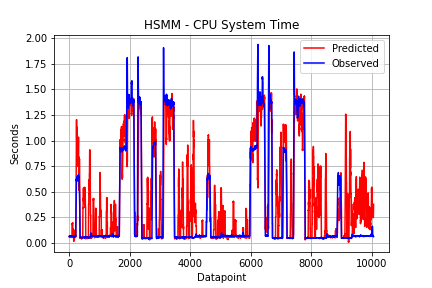 HSMM - CPU System Time
2.00
1.75
1.50
1.25
1.00
0.75
0.50
0.25
0.00
Seconds
Predicted
Observed
0 2000 4000 6000 8000 10000
Datapoint